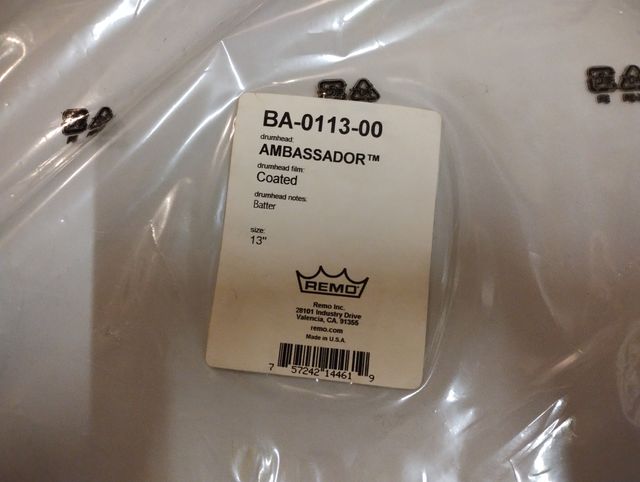 BA-0113-00
drumhead
AMBASSADOR™
drumhead film:
Coated
drumhead notes:
Batter
size:
13"
REMO
Remo Inc.
28101 Industry Drive
Valencia, CA. 91355
remo.com
Made in U.S.A.
7 57242 14461 9